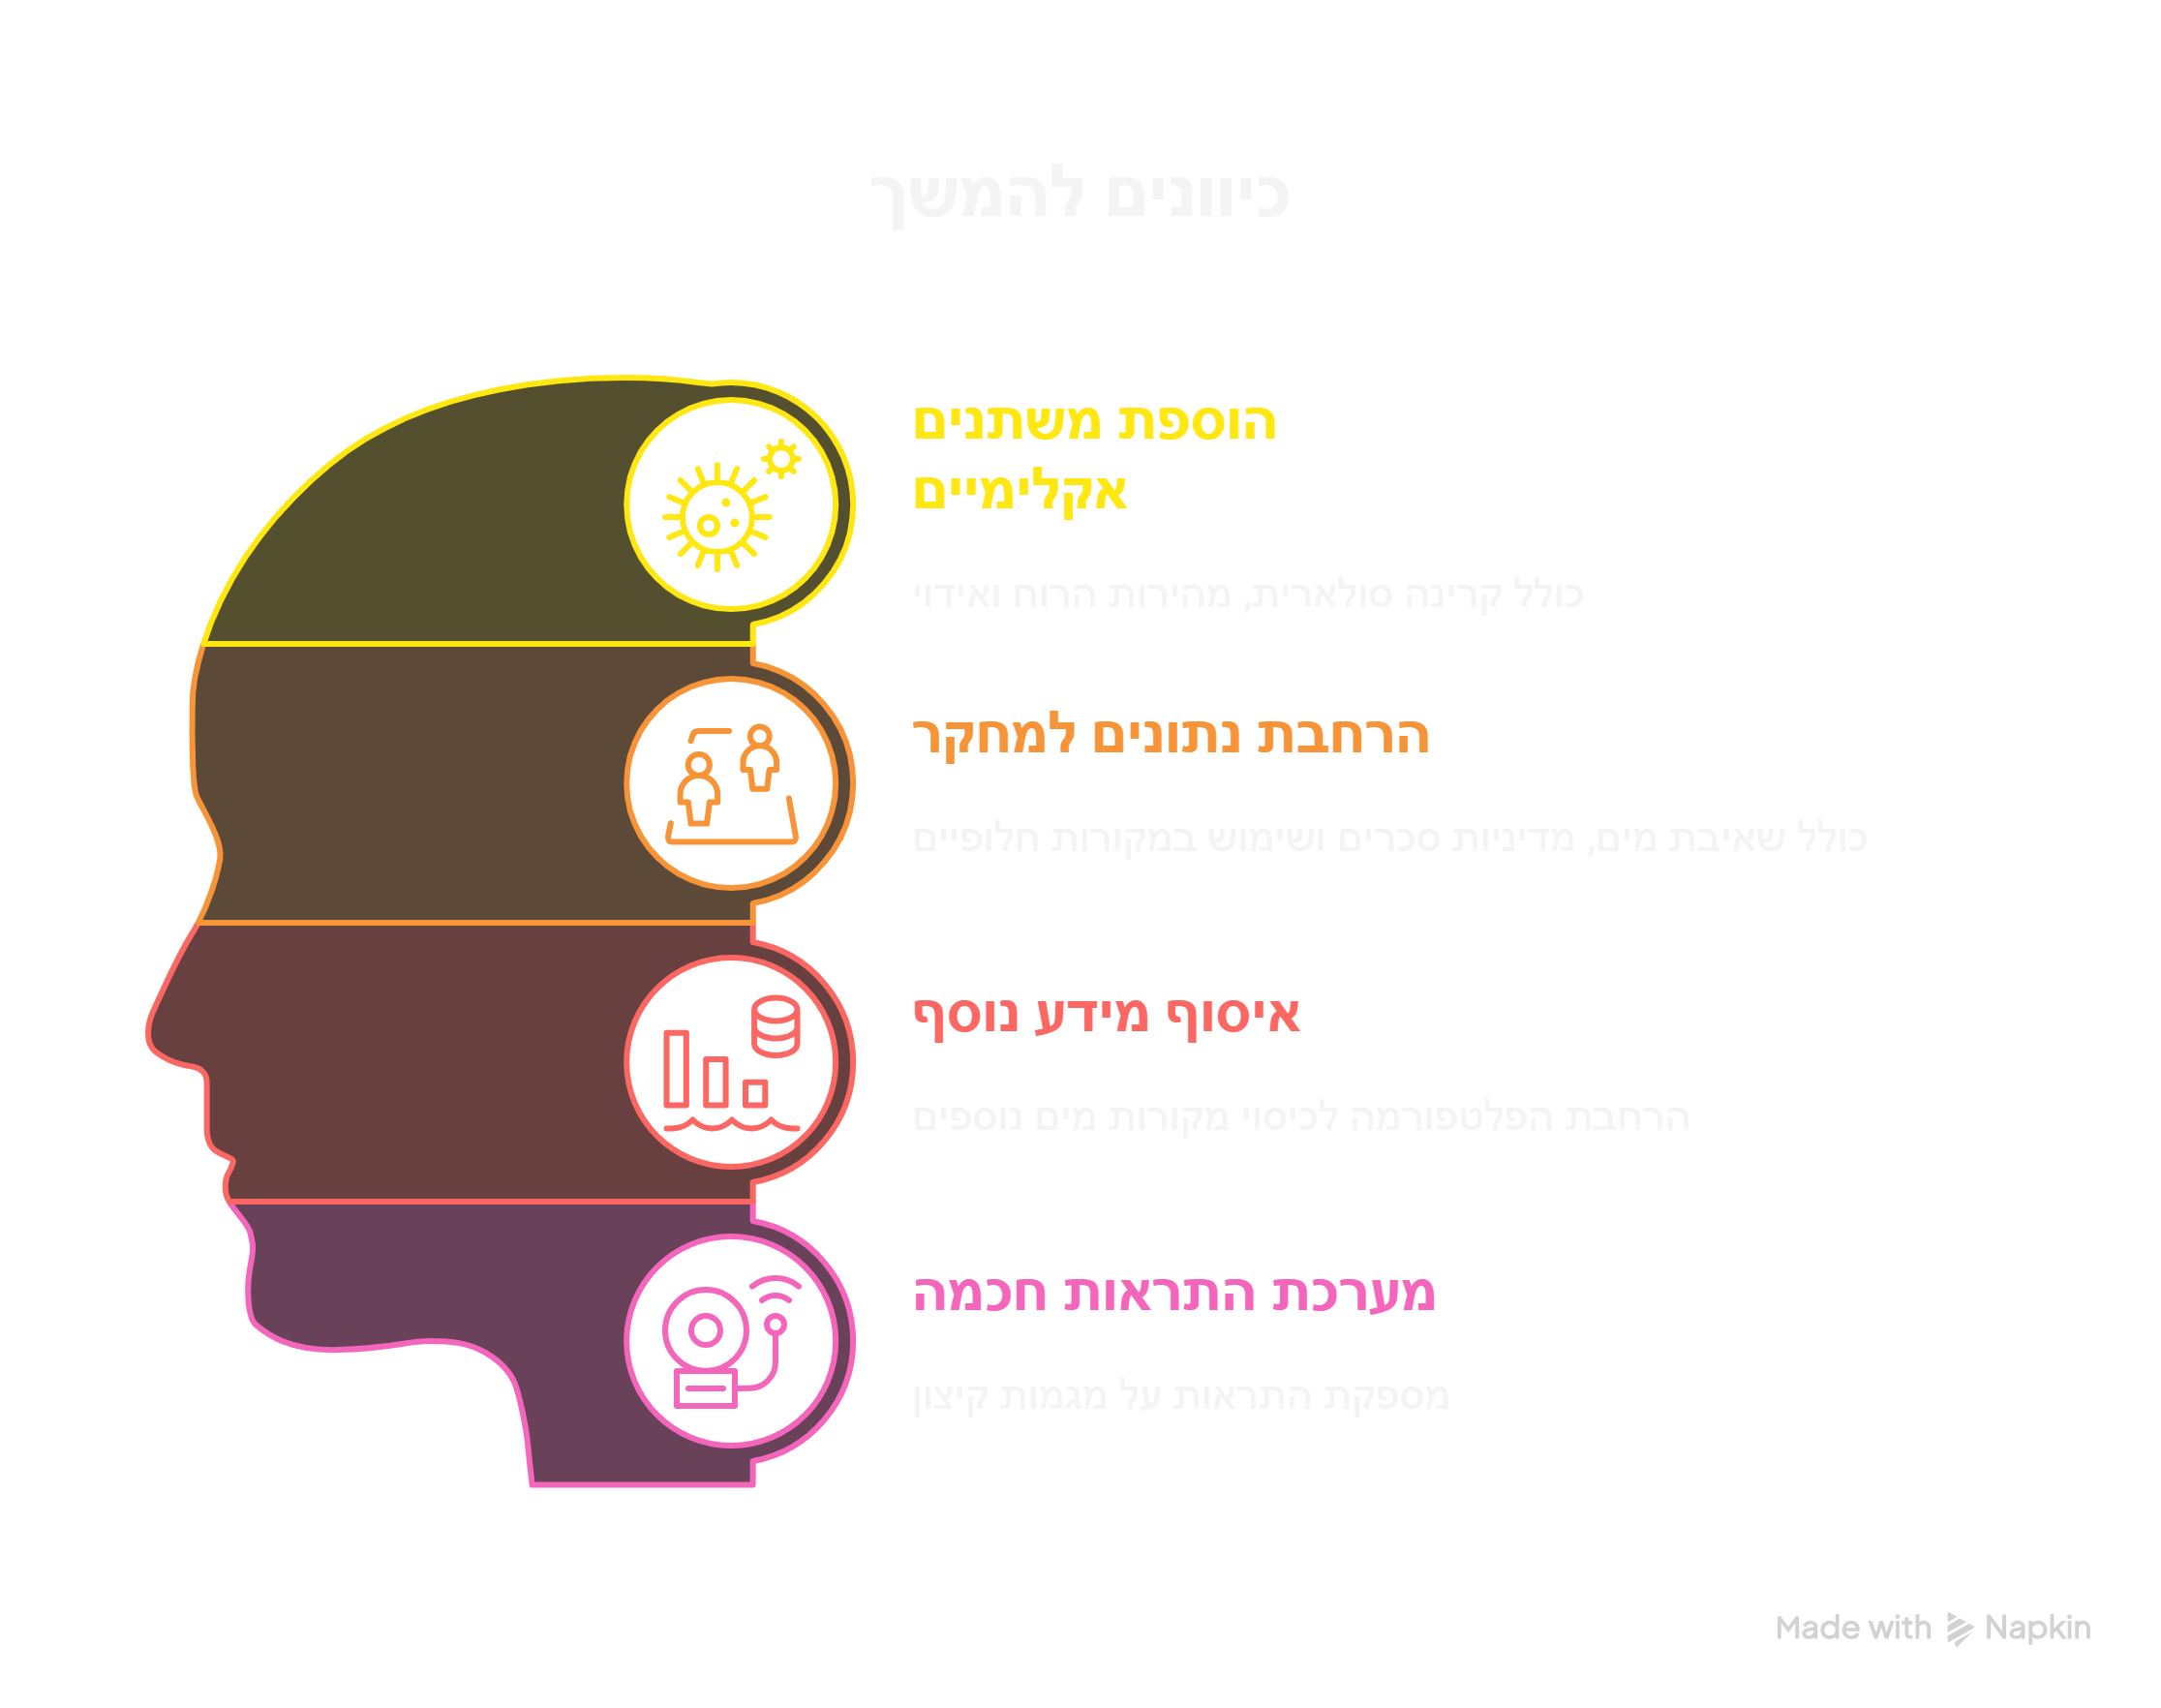 כיוונים להמשך
הוספת משתנים
אקלימיים
כולל קרינה סולארית, מהירות הרוח ואידוי
הרחבת נתונים למחקר
כולל שאיבת מים, מדיניות סכרים ושימוש במקורות חלופיים
איסוף מידע נוסף
הרחבת הפלטפורמה לכיסוי מקורות מים נוספים
מערכת התראות חכמה
מספקת התראות על מגמות קיצון
Made with Napkin